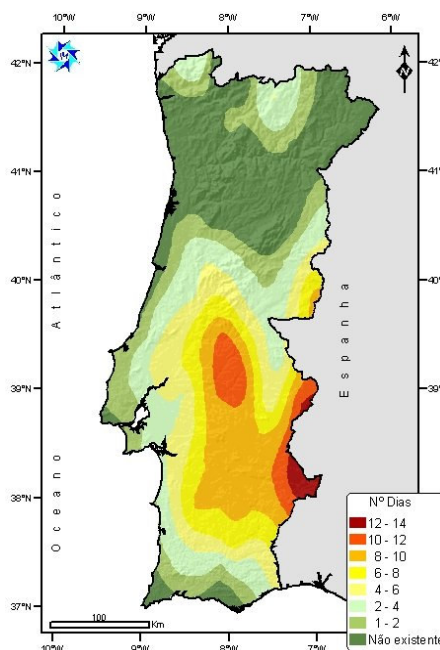 10°W 9°W 8°W 7°W 6°W
42°N 42°N
41°N 41°N
40°N 40°N
39°N 39°N
38°N 38°N
37°N
10°W 9°W 8°W 7°W
N
Atlântico
Oceano
Espanha
100
Km
Nº Dias
12 - 14
10 - 12
8 - 10
6 - 8
4 - 6
2 - 4
1 - 2
Não existente